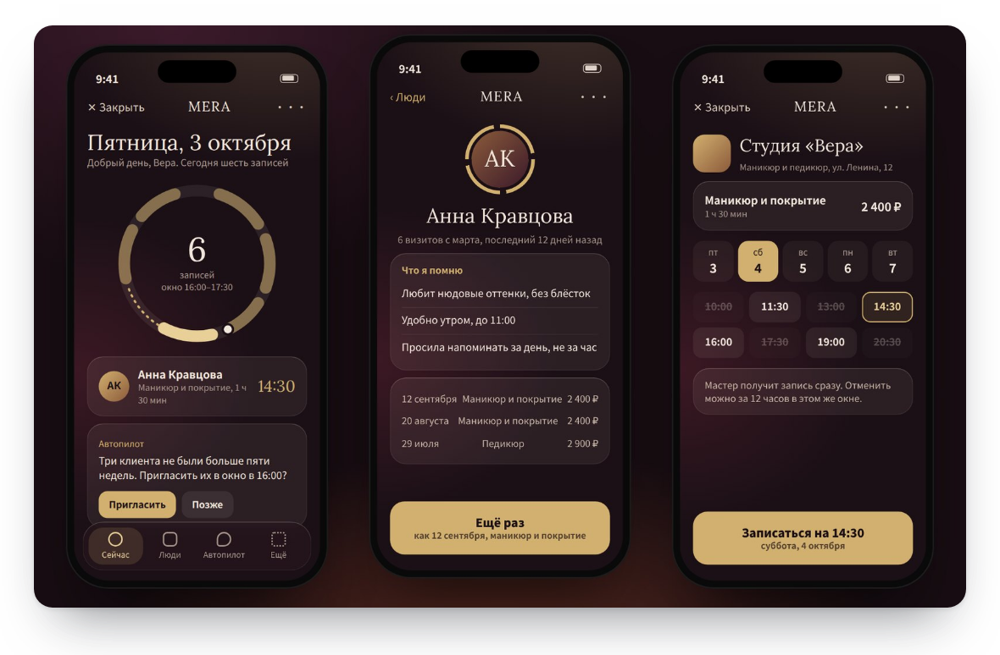 9:41
✕ Закрыть
MERA
• • •
Пятница, 3 октября
Добрый день, Вера. Сегодня шесть записей
6
записей
окно 16:00–17:30
АК
Анна Кравцова
Маникюр и покрытие, 1 ч
30 мин
14:30
Автопилот
Три клиента не были больше пяти
недель. Пригласить их в окно в 16:00?
Пригласить
Позже
Сейчас
Люди
Автопилот
Ещё
9:41
‹ Люди
MERA
• • •
АК
Анна Кравцова
6 визитов с марта, последний 12 дней назад
Что я помню
Любит нюдовые оттенки, без блёсток
Удобно утром, до 11:00
Просила напоминать за день, не за час
12 сентября Маникюр и покрытие 2 400 ₽
20 августа Маникюр и покрытие 2 400 ₽
29 июля Педикюр 2 900 ₽
Ещё раз
как 12 сентября, маникюр и покрытие
9:41
✕ Закрыть
MERA
• • •
Студия «Вера»
Маникюр и педикюр, ул. Ленина, 12
Маникюр и покрытие
1 ч 30 мин
2 400 ₽
пт сб вс пн вт
3 4 5 6 7
10:00 11:30 13:00 14:30
16:00 17:30 19:00 20:30
Мастер получит запись сразу. Отменить
можно за 12 часов в этом же окне.
Записаться на 14:30
суббота, 4 октября